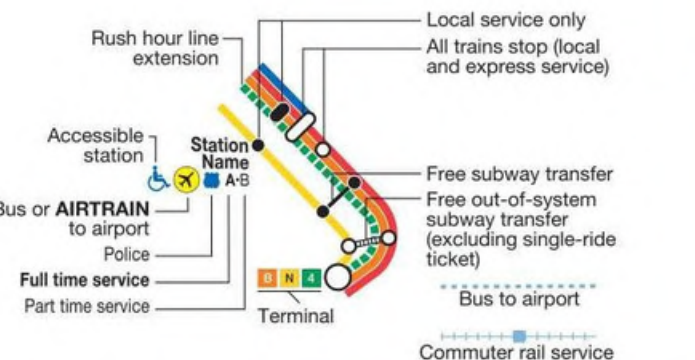 Local service only
Rush hour line
extension
All trains stop (local
and express service)
Accessible
station
Station
Name
A·B
Bus or AIRTRAIN
to airport
Police
Full time service
Part time service
Free subway transfer
Free out-of-system
subway transfer
(excluding single-ride
ticket)
B N 4
Terminal
Bus to airport
Commuter rail service